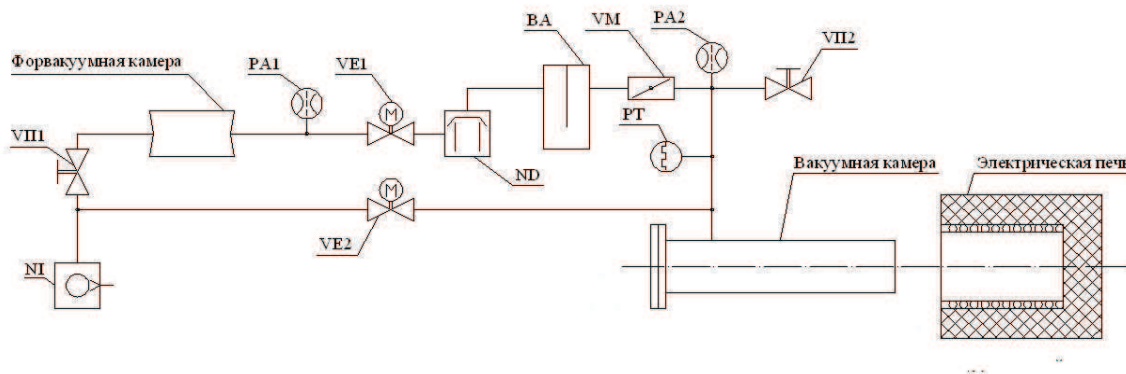 BA
VM
PA2
VП2
Форвакуумная камера
PA1
VE1
M
VП1
PT
ND
Вакуумная камера
Электрическая печь
M
VE2
NI